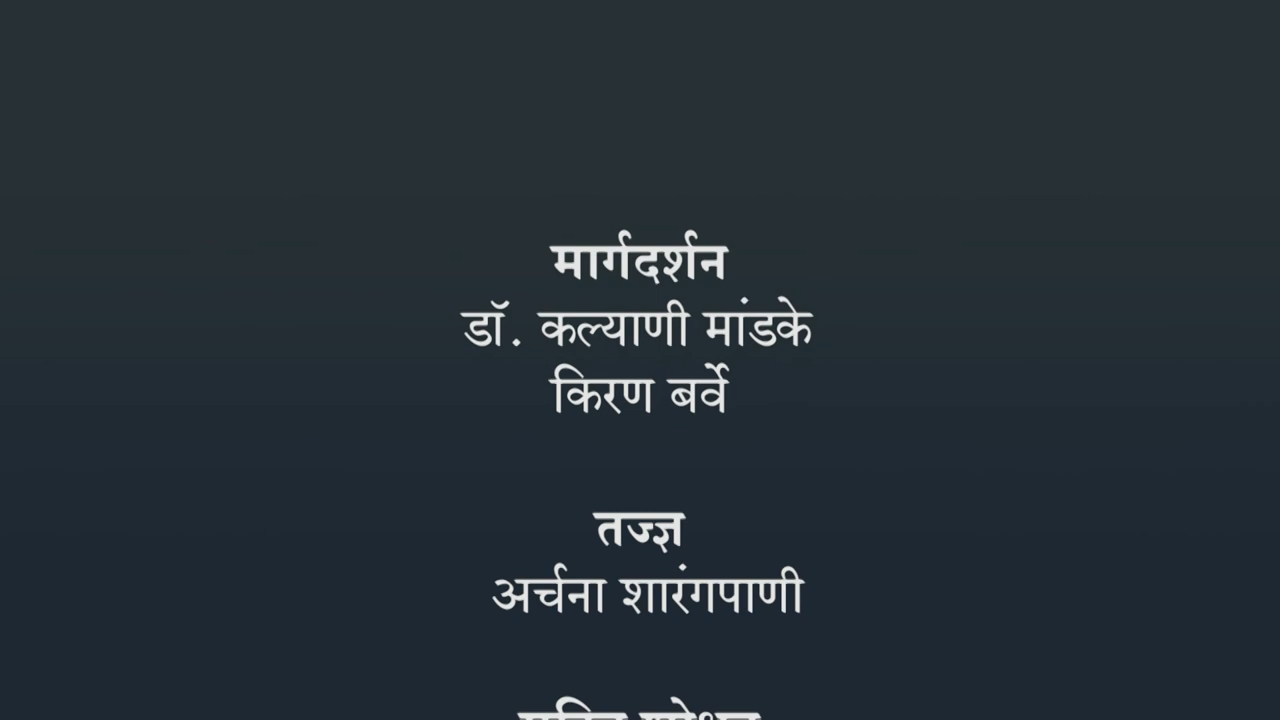 मार्गदर्शन
डॉ. कल्याणी मांडके
किरण बर्वे
तज्ज्ञ
अर्चना शारंगपाणी